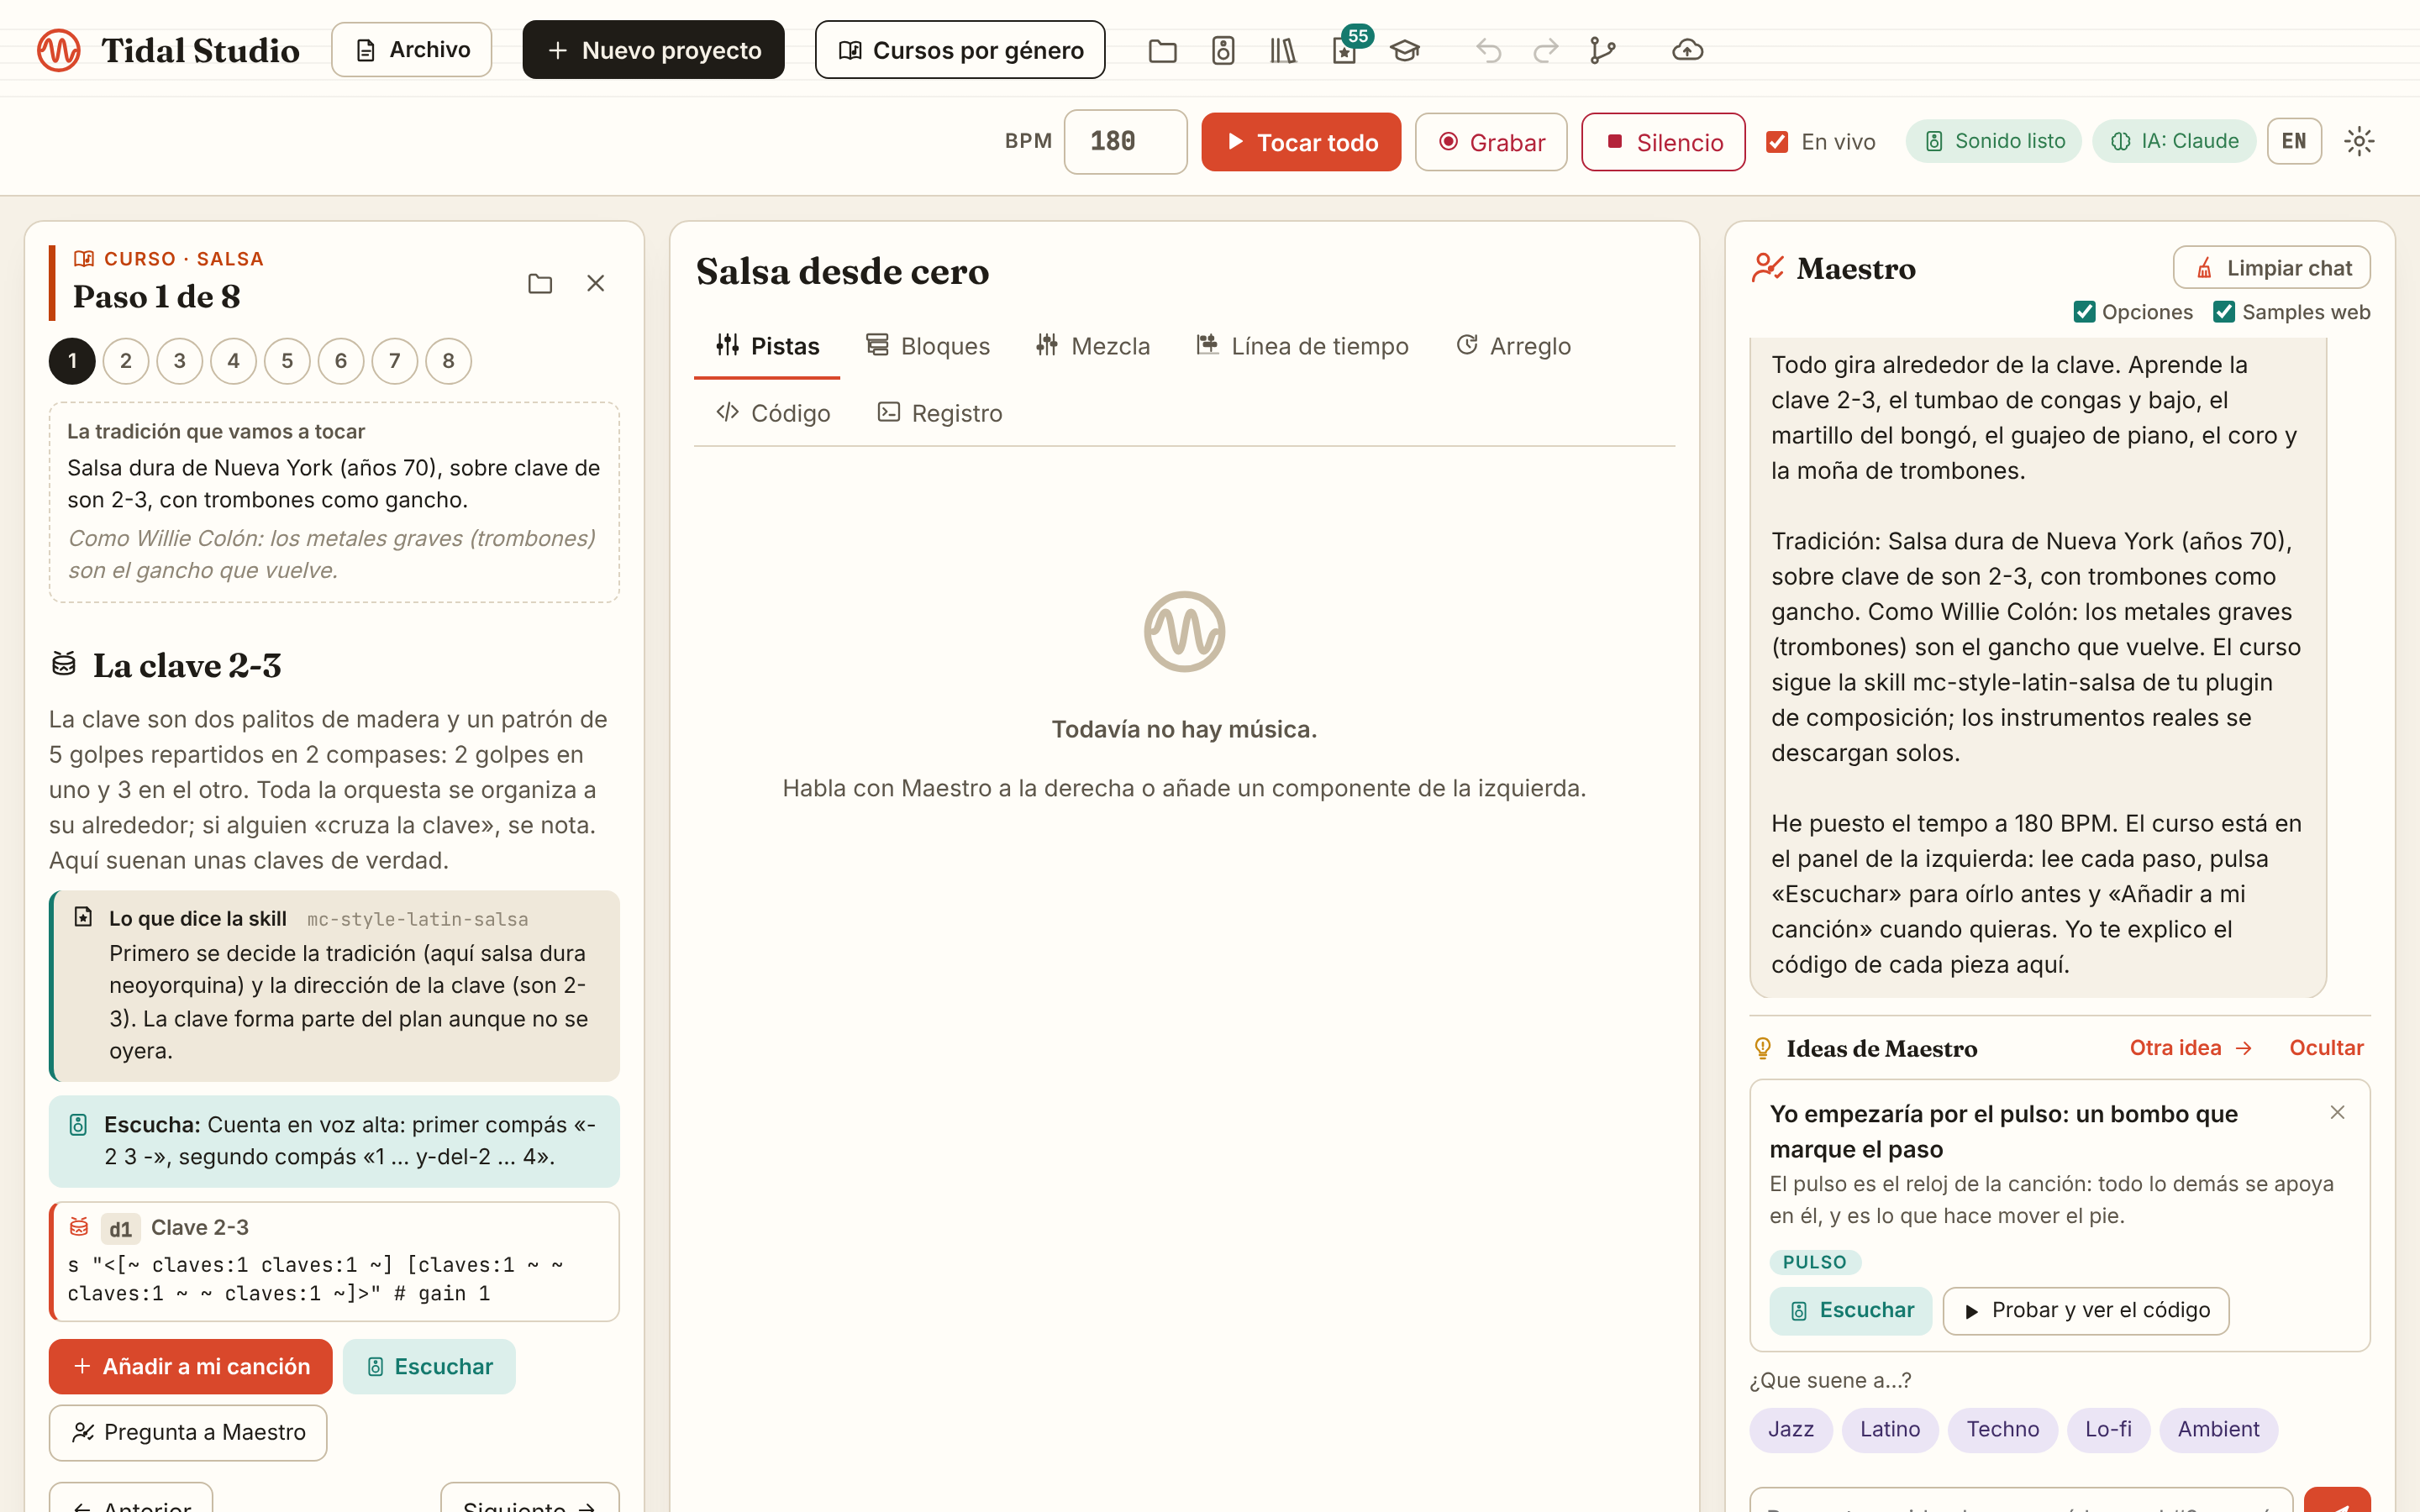 Tidal Studio
Archivo
+ Nuevo proyecto
Cursos por género
55
BPM
180
Tocar todo
Grabar
Silencio
En vivo
Sonido listo
IA: Claude
EN
CURSO · SALSA
Paso 1 de 8
1 2 3 4 5 6 7 8
La tradición que vamos a tocar
Salsa dura de Nueva York (años 70), sobre clave de
son 2-3, con trombones como gancho.
Como Willie Colón: los metales graves (trombones)
son el gancho que vuelve.
La clave 2-3
La clave son dos palitos de madera y un patrón de
5 golpes repartidos en 2 compases: 2 golpes en
uno y 3 en el otro. Toda la orquesta se organiza a
su alrededor; si alguien «cruza la clave», se nota.
Aquí suenan unas claves de verdad.
Lo que dice la skill mc-style-latin-salsa
Primero se decide la tradición (aquí salsa dura
neoyorquina) y la dirección de la clave (son 2-
3). La clave forma parte del plan aunque no se
oyera.
Escucha: Cuenta en voz alta: primer compás «-
2 3 -», segundo compás «1 ... y-del-2 ... 4».
d1 Clave 2-3
s "<[~ claves:1 claves:1 ~] [claves:1 ~ ~
claves:1 ~ ~ claves:1 ~]>" # gain 1
+ Añadir a mi canción
Escuchar
Pregunta a Maestro
← Anterior
Siguiente →
Salsa desde cero
Pistas
Bloques
Mezcla
Línea de tiempo
Arreglo
Código
Registro
Todavía no hay música.
Habla con Maestro a la derecha o añade un componente de la izquierda.
Maestro
Limpiar chat
Opciones
Samples web
Todo gira alrededor de la clave. Aprende la
clave 2-3, el tumbao de congas y bajo, el
martillo del bongó, el guajeo de piano, el coro y
la moña de trombones.
Tradición: Salsa dura de Nueva York (años 70),
sobre clave de son 2-3, con trombones como
gancho. Como Willie Colón: los metales graves
(trombones) son el gancho que vuelve. El curso
sigue la skill mc-style-latin-salsa de tu plugin
de composición; los instrumentos reales se
descargan solos.
He puesto el tempo a 180 BPM. El curso está en
el panel de la izquierda: lee cada paso, pulsa
«Escuchar» para oírlo antes y «Añadir a mi
canción» cuando quieras. Yo te explico el
código de cada pieza aquí.
Ideas de Maestro
Otra idea →
Ocultar
Yo empezaría por el pulso: un bombo que
marque el paso
El pulso es el reloj de la canción: todo lo demás se apoya
en él, y es lo que hace mover el pie.
PULSO
Escuchar
Probar y ver el código
¿Que suene a...?
Jazz
Latino
Techno
Lo-fi
Ambient